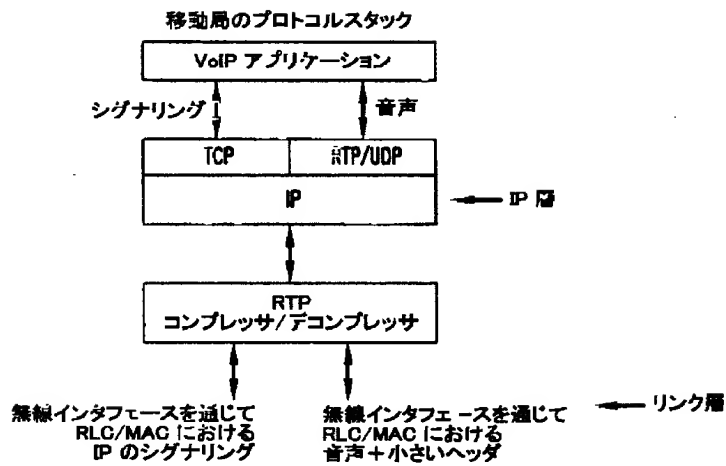 移動局のプロトコルスタック
VoIP アプリケーション
シグナリング
音声
TCP
RTP/UDP
IP
IP 層
RTP
コンプレッサ/デコンプレッサ
無線インタフェースを通じて
RLC/MAC における
IP のシグナリング
無線インタフェースを通じて
RLC/MAC における
音声+小さいヘッダ
リンク層